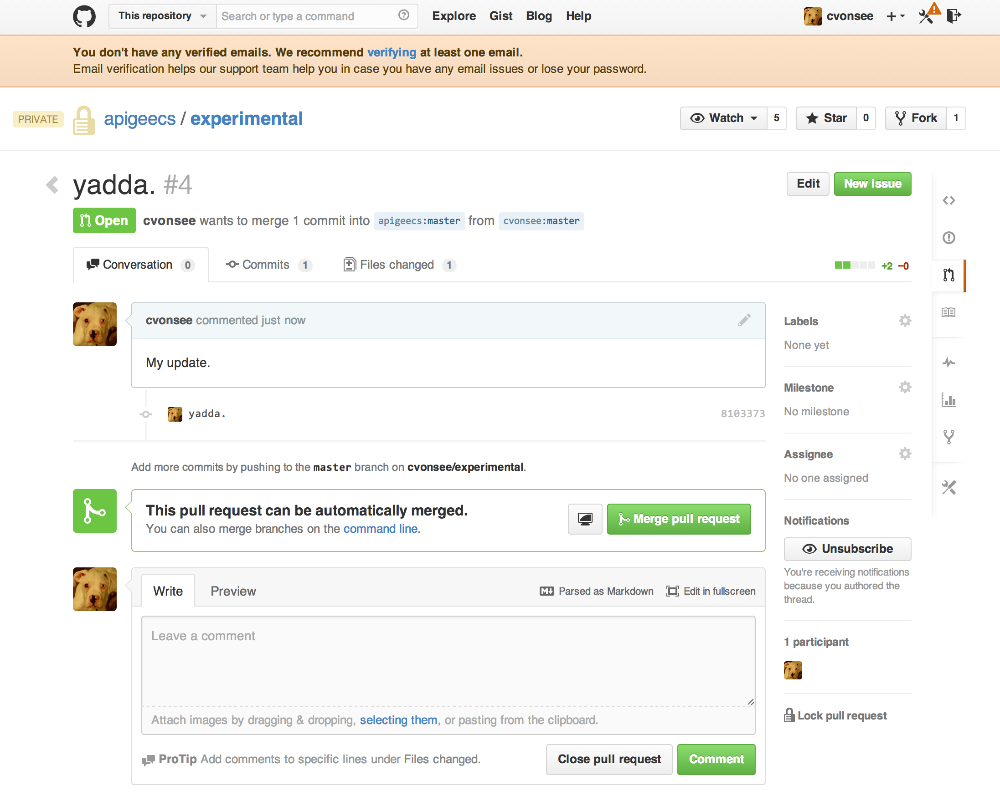 This repository
Search or type a command
Explore Gist Blog Help
cvonsee
You don't have any verified emails. We recommend verifying at least one email.
Email verification helps our support team help you in case you have any email issues or lose your password.
PRIVATE
apigeecs / experimental
Watch 5
Star 0
Fork 1
yadda. #4
Edit
New issue
Open
cvonsee wants to merge 1 commit into apigeecs:master from cvonsee:master
Conversation 0
Commits 1
Files changed 1
+2 −0
cvonsee commented just now
My update.
yadda.
8103373
Add more commits by pushing to the master branch on cvonsee/experimental.
This pull request can be automatically merged.
You can also merge branches on the command line.
Merge pull request
Write
Preview
Parsed as Markdown
Edit in fullscreen
Leave a comment
Attach images by dragging & dropping, selecting them, or pasting from the clipboard.
ProTip Add comments to specific lines under Files changed.
Close pull request
Comment
Labels
None yet
Milestone
No milestone
Assignee
No one assigned
Notifications
Unsubscribe
You're receiving notifications
because you authored the
thread.
1 participant
Lock pull request